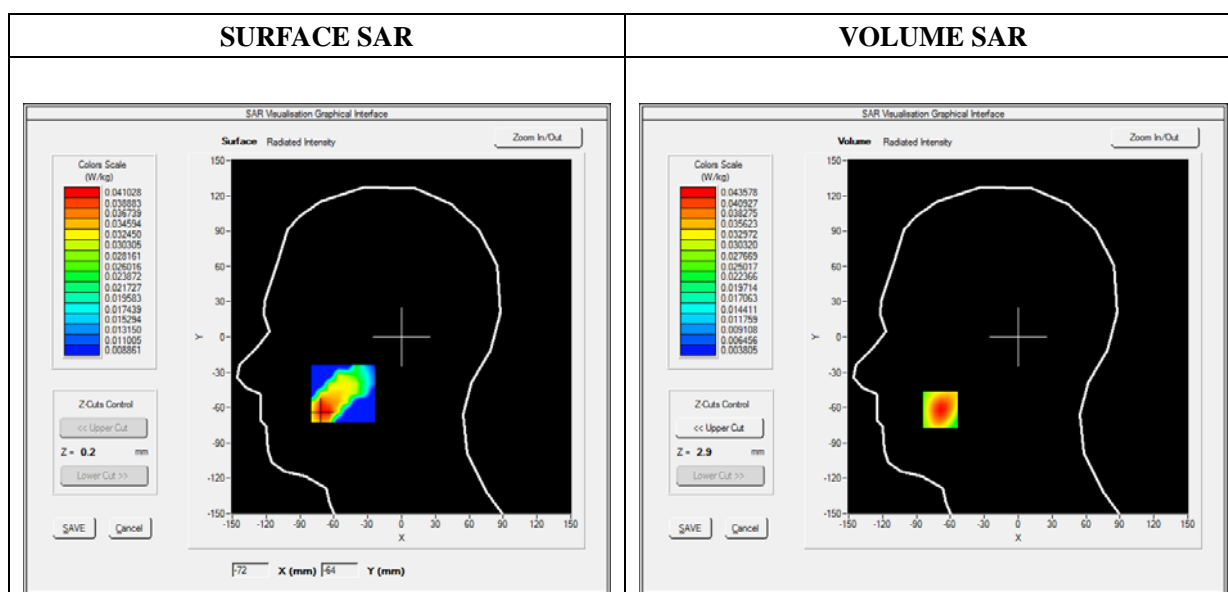 SURFACE SAR
VOLUME SAR
SAR Visualisation Graphical Interface
Surface Radiated Intensity
Zoom In/Out
Colors Scale
(W/kg)
0.041028
0.038883
0.036739
0.034594
0.032450
0.030305
0.028161
0.026016
0.023872
0.021727
0.019583
0.017439
0.015294
0.013150
0.011005
0.008861
Z-Cuts Control
<< Upper Cut
Z = 0.2 mm
Lower Cut >>
SAVE Cancel
150
120
90
60
30
0
-30
-60
-90
-120
-150
Y
-150 -120 -90 -60 -30 0 30 60 90 120 150
X
-72 X (mm) -64 Y (mm)
SAR Visualisation Graphical Interface
Volume Radiated Intensity
Zoom In/Out
Colors Scale
(W/kg)
0.043578
0.040927
0.038275
0.035623
0.032972
0.030320
0.027669
0.025017
0.022366
0.019714
0.017063
0.014411
0.011759
0.009108
0.006456
0.003805
Z-Cuts Control
<< Upper Cut
Z = 2.9 mm
Lower Cut >>
SAVE Cancel
150
120
90
60
30
0
-30
-60
-90
-120
-150
Y
-150 -120 -90 -60 -30 0 30 60 90 120 150
X